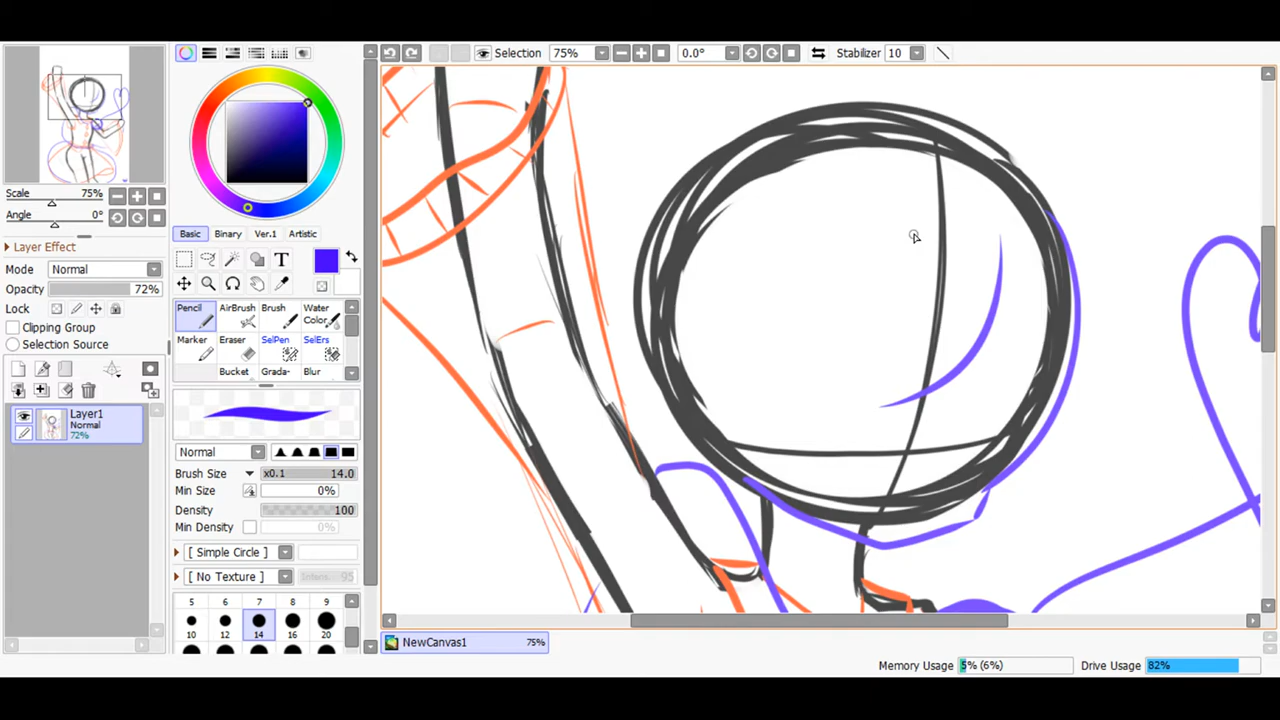 Selection 75% 0.0° Stabilizer 10
Scale 75%
Angle 0°
Layer Effect
Mode Normal
Opacity 72%
Lock
Clipping Group
Selection Source
Layer1
Normal
72%
Basic Binary Ver.1 Artistic
T
Pencil AirBrush Brush Water Color
Marker Eraser SelPen SelErs
Bucket Grada- Blur
Normal
Brush Size x0.1 14.0
Min Size 0%
Density 100
Min Density 0%
[ Simple Circle ]
[ No Texture ] Intens. 95
5 6 7 8 9
10 12 14 16 20
NewCanvas1 75%
Memory Usage 5% (6%) Drive Usage 82%